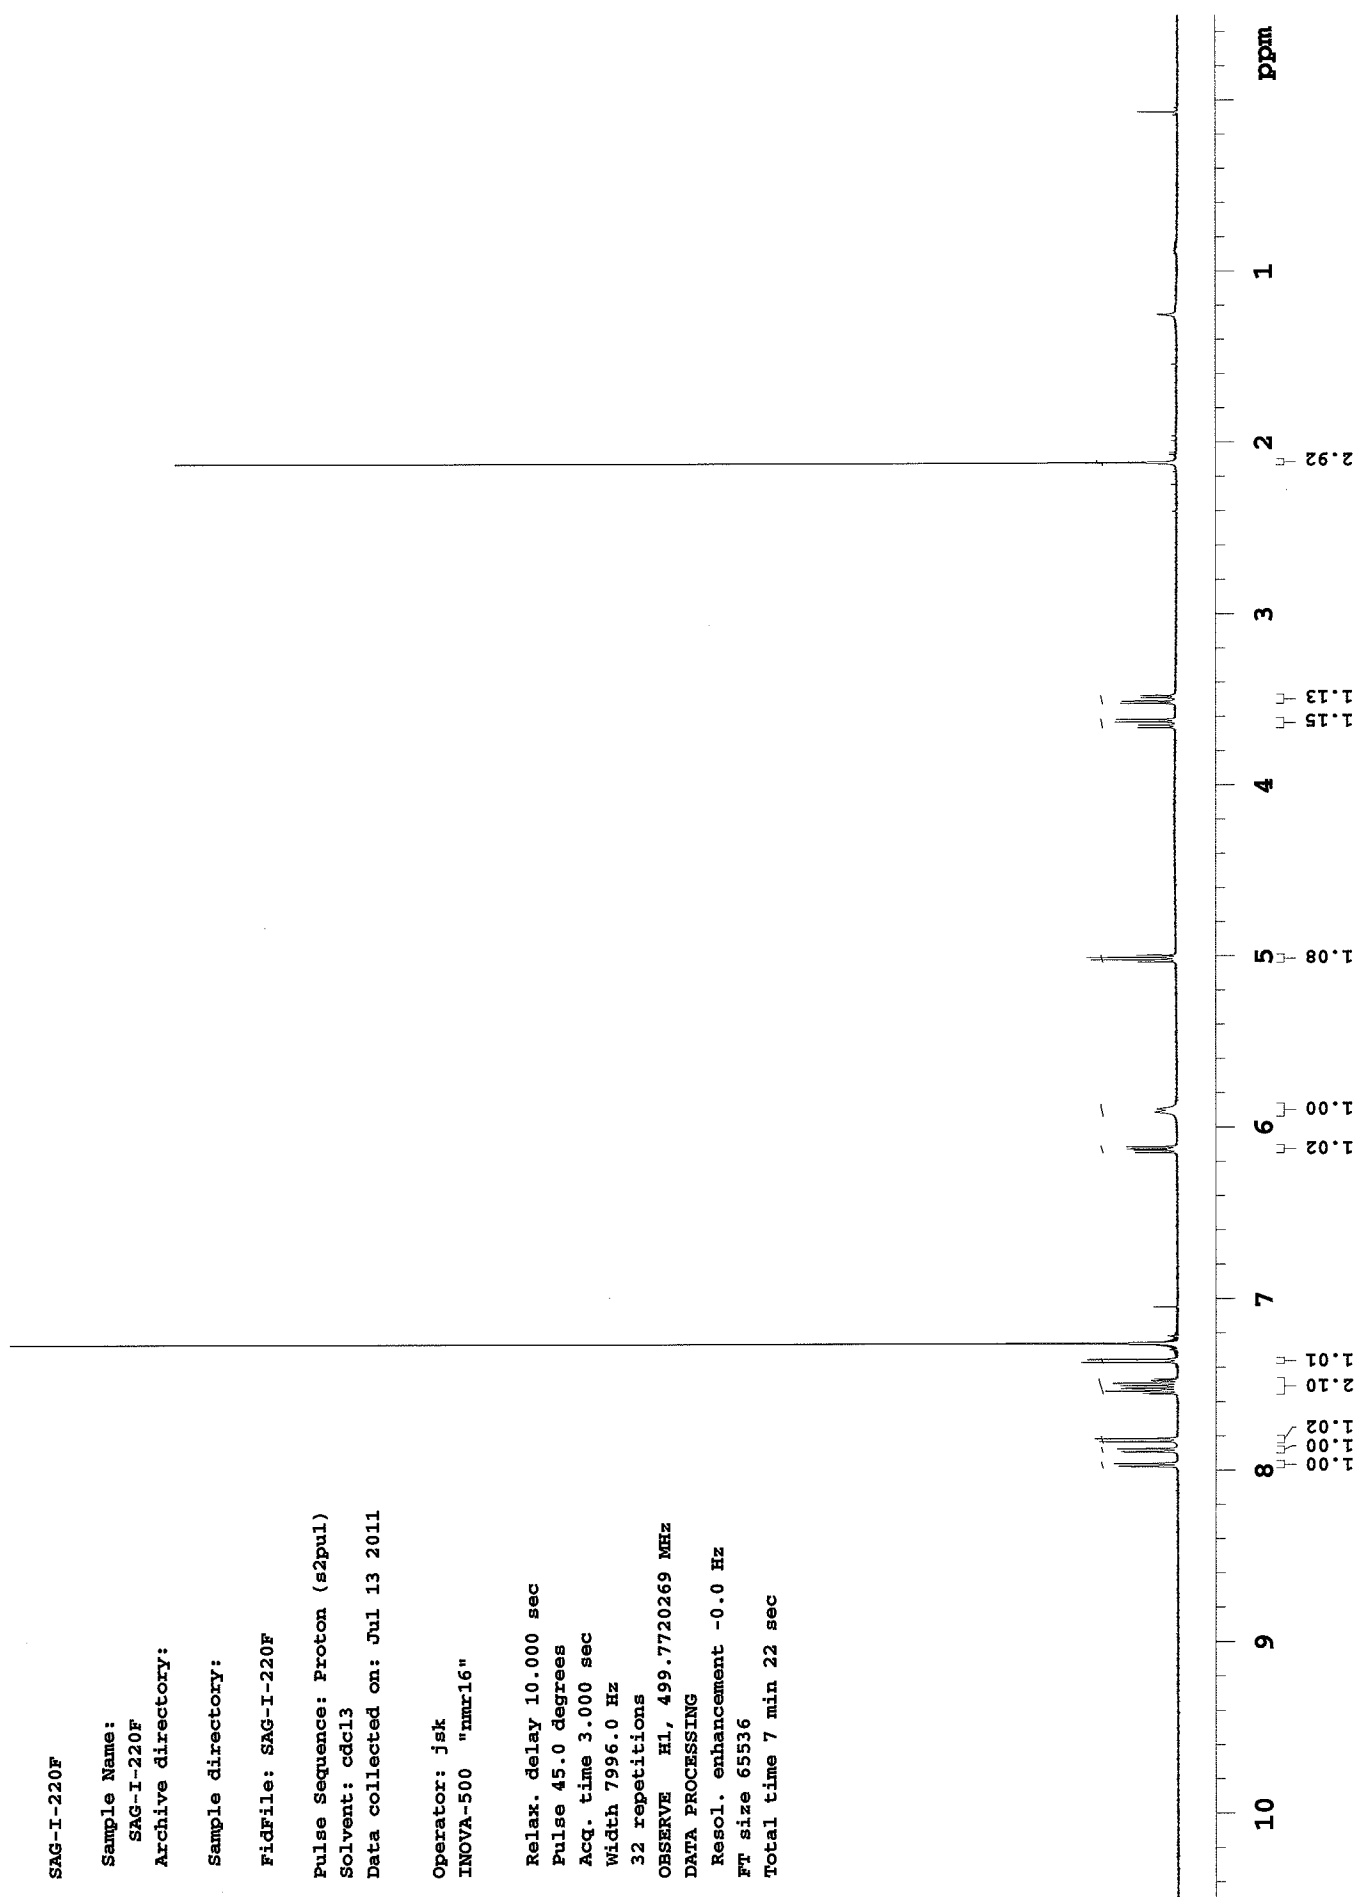 SAG-I-220F
Sample Name:
SAG-I-220F
Archive directory:
Sample directory:
FidFile: SAG-I-220F
Pulse Sequence: Proton (s2pul)
Solvent: cdcl3
Data collected on: Jul 13 2011
Operator: jsk
INOVA-500 "nmr16"
Relax. delay 10.000 sec
Pulse 45.0 degrees
Acq. time 3.000 sec
Width 7996.0 Hz
32 repetitions
OBSERVE H1, 499.7720269 MHz
DATA PROCESSING
Resol. enhancement -0.0 Hz
FT size 65536
Total time 7 min 22 sec
10 9 8 7 6 5 4 3 2 1 ppm
1.00 1.00 1.02 2.10 1.01 1.02 1.00 1.08 1.15 1.13 2.92